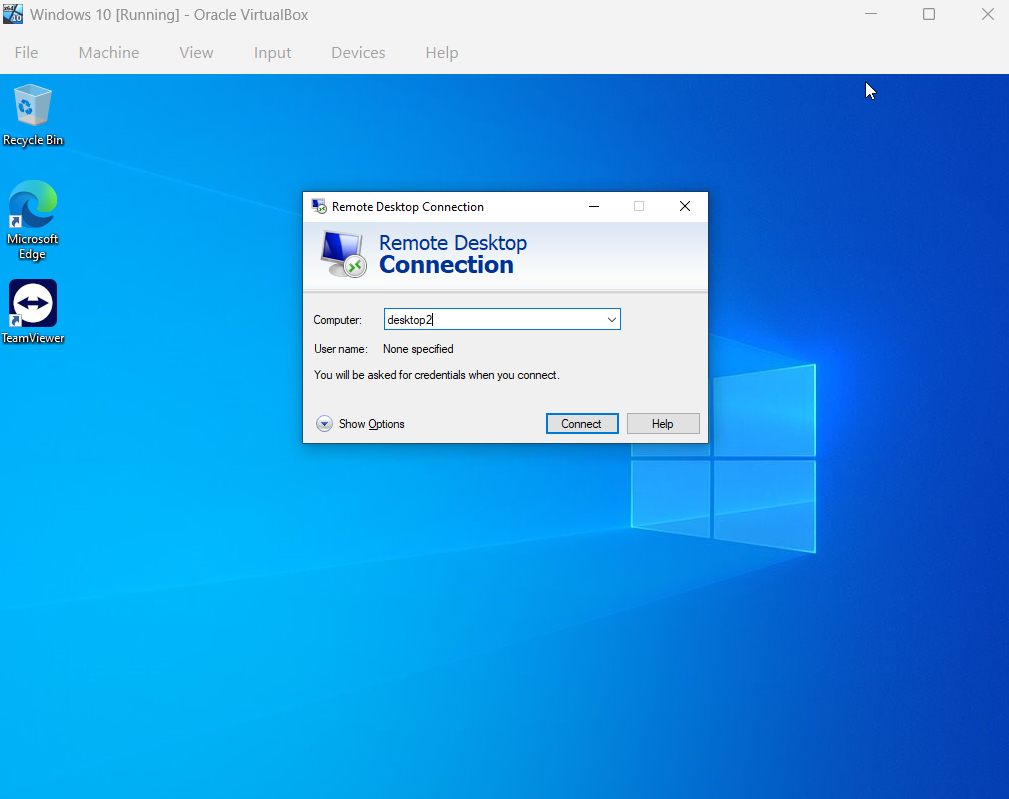 Windows 10 [Running] - Oracle VirtualBox
File Machine View Input Devices Help
Recycle Bin
Microsoft
Edge
TeamViewer
Remote Desktop Connection
Remote Desktop
Connection
Computer: desktop2
User name: None specified
You will be asked for credentials when you connect.
Show Options Connect Help